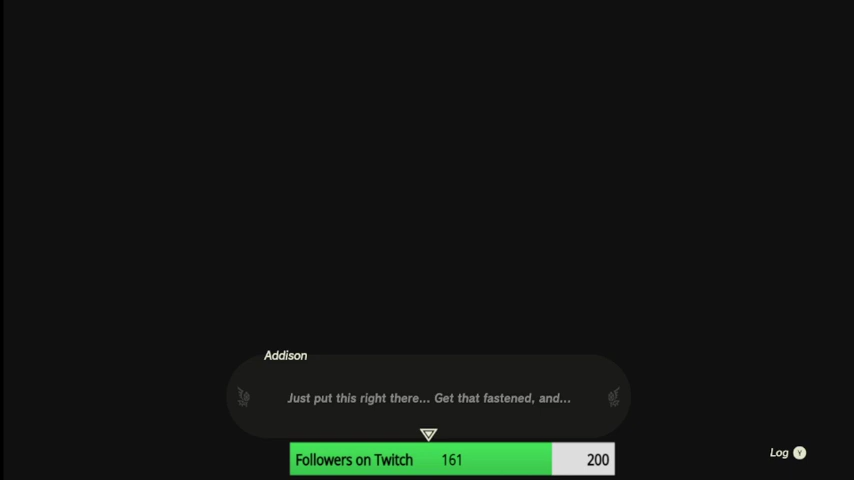 Addison
Just put this right there... Get that fastened, and...
Followers on Twitch 161 200
Log Y